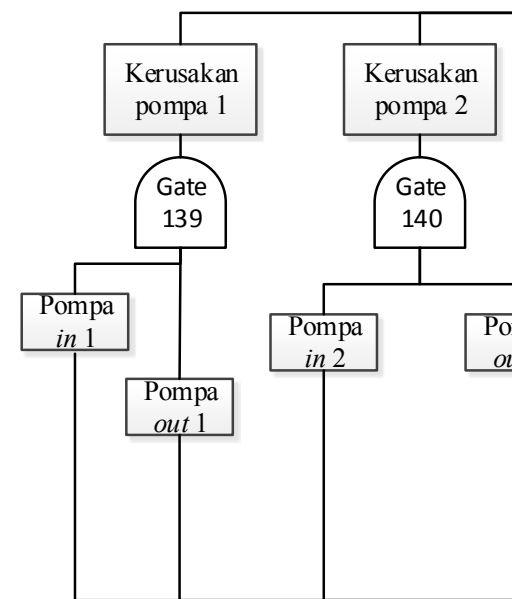 Kerusakan
pompa 1
Kerusakan
pompa 2
Gate
139
Gate
140
Pompa
in 1
Pompa
in 2
Pompa
out 1